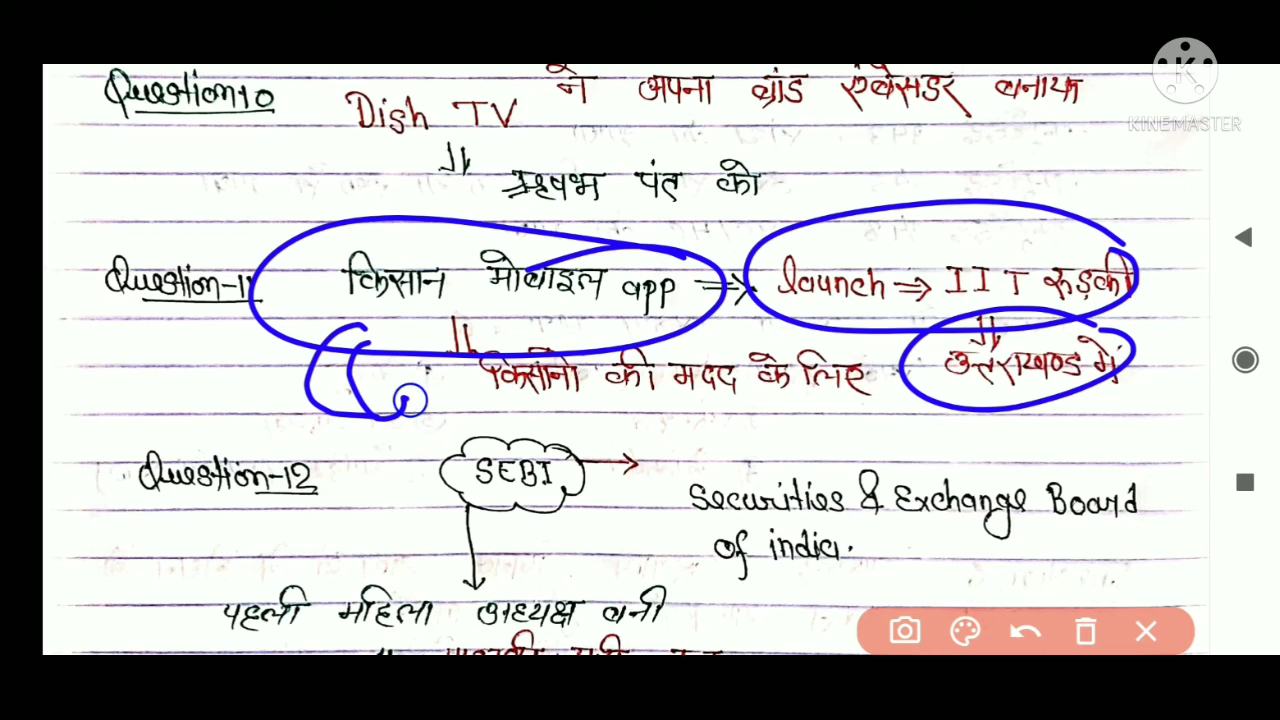 Question 10 Dish TV ने अपना ब्रांड एंबेसडर बनाया
⇓ ऋषभ पंत को
Question-11 किसान मोबाइल app ⇒ launch ⇒ IIT रुड़की
⇓ किसानो की मदद के लिए ⇓ उत्तराखण्ड में
Question-12 SEBI →
Securities & Exchange Board
of india.
पहली महिला अध्यक्ष बनी
KINEMASTER